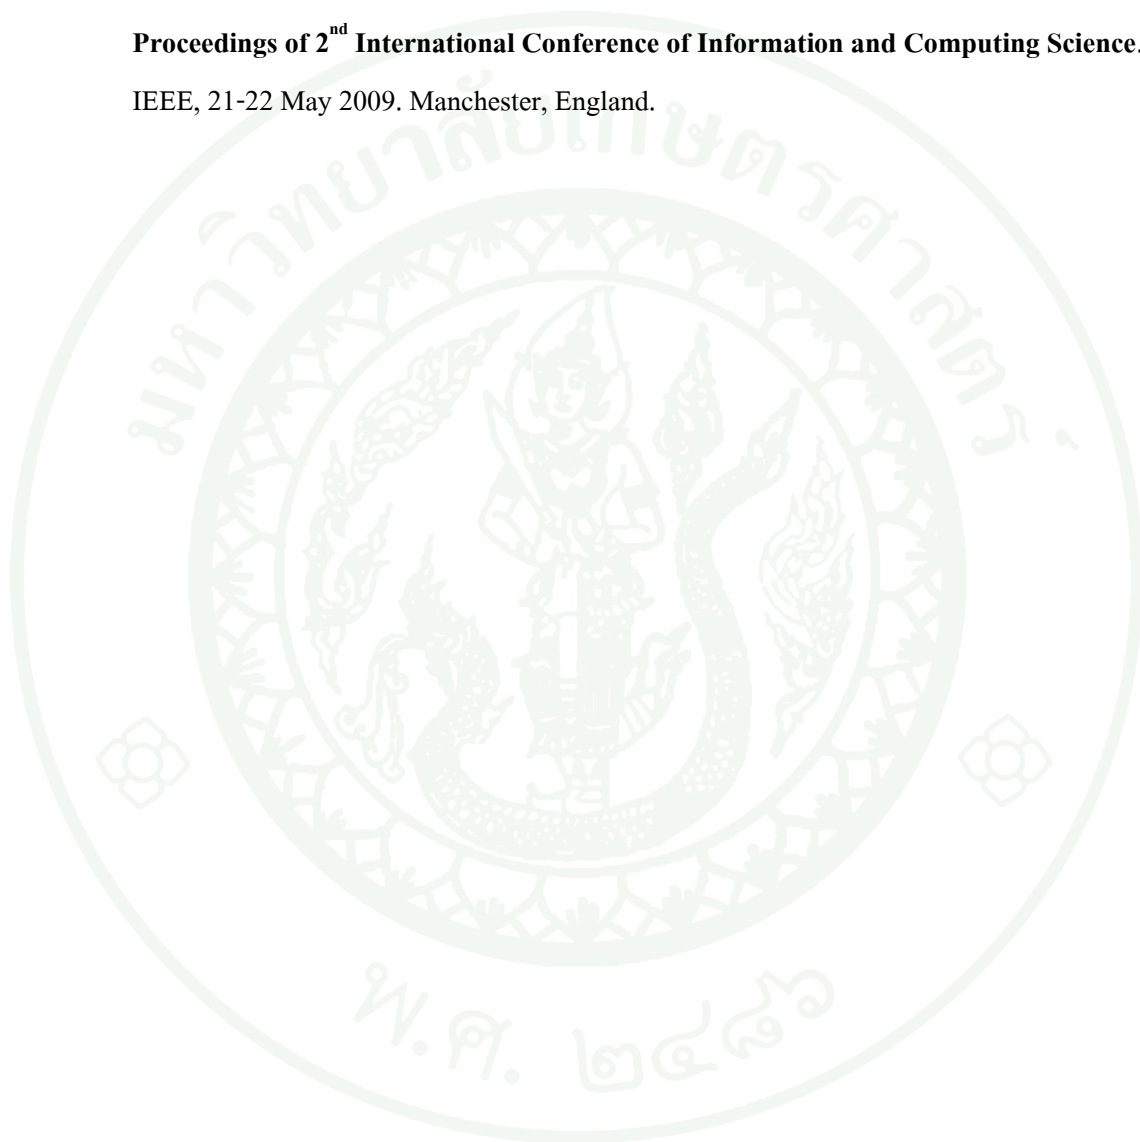 Proceedings of 2nd International Conference of Information and Computing Science.
IEEE, 21-22 May 2009. Manchester, England.
มหาวิทยาลัยเกษตรศาสตร์
พ.ศ. ๒๔๘๖